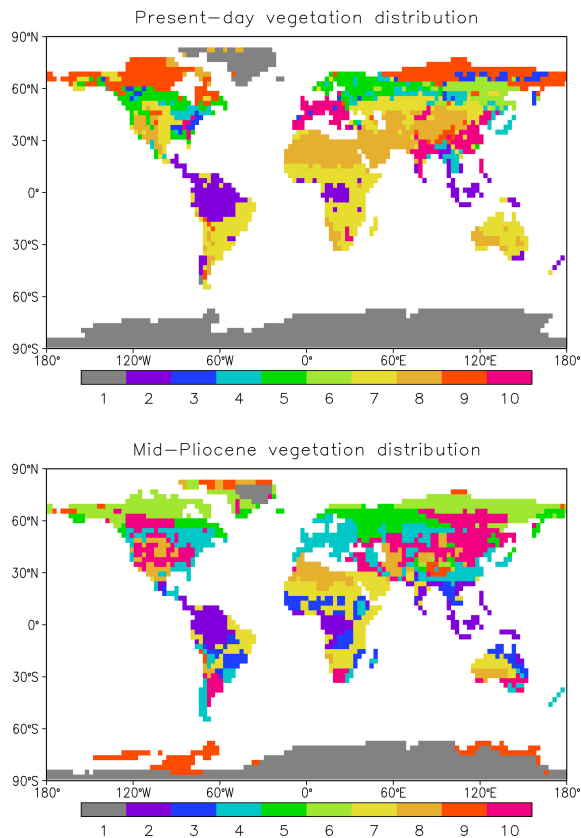 Present-day vegetation distribution
90°N
60°N
30°N
0°
30°S
60°S
90°S
180° 120°W 60°W 0° 60°E 120°E 180°
1 2 3 4 5 6 7 8 9 10
Mid-Pliocene vegetation distribution
90°N
60°N
30°N
0°
30°S
60°S
90°S
180° 120°W 60°W 0° 60°E 120°E 180°
1 2 3 4 5 6 7 8 9 10